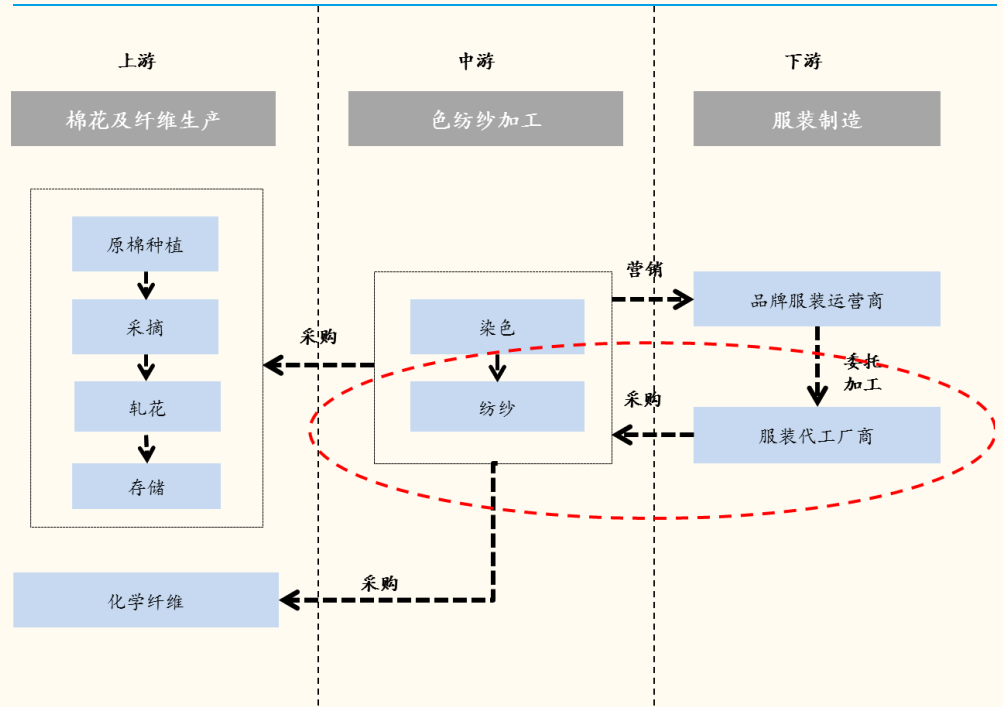 上游
中游
下游
棉花及纤维生产
色纺纱加工
服装制造
原棉种植
采摘
轧花
存储
化学纤维
采购
染色
纺纱
采购
营销
采购
品牌服装运营商
委托
加工
服装代工厂商